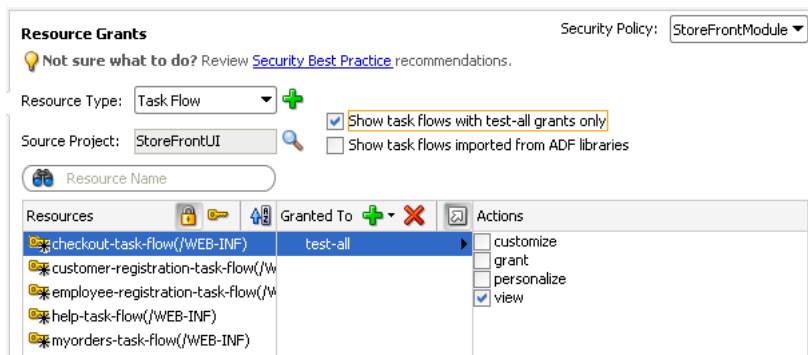 Resource Grants
Security Policy: StoreFrontModule
Not sure what to do? Review Security Best Practice recommendations.
Resource Type: Task Flow
Show task flows with test-all grants only
Source Project: StoreFrontUI
Show task flows imported from ADF libraries
Resource Name
Resources
Granted To
Actions
checkout-task-flow(/WEB-INF)
test-all
customize
customer-registration-task-flow(/W
grant
employee-registration-task-flow(/W
personalize
help-task-flow(/WEB-INF)
view
myorders-task-flow(/WEB-INF)